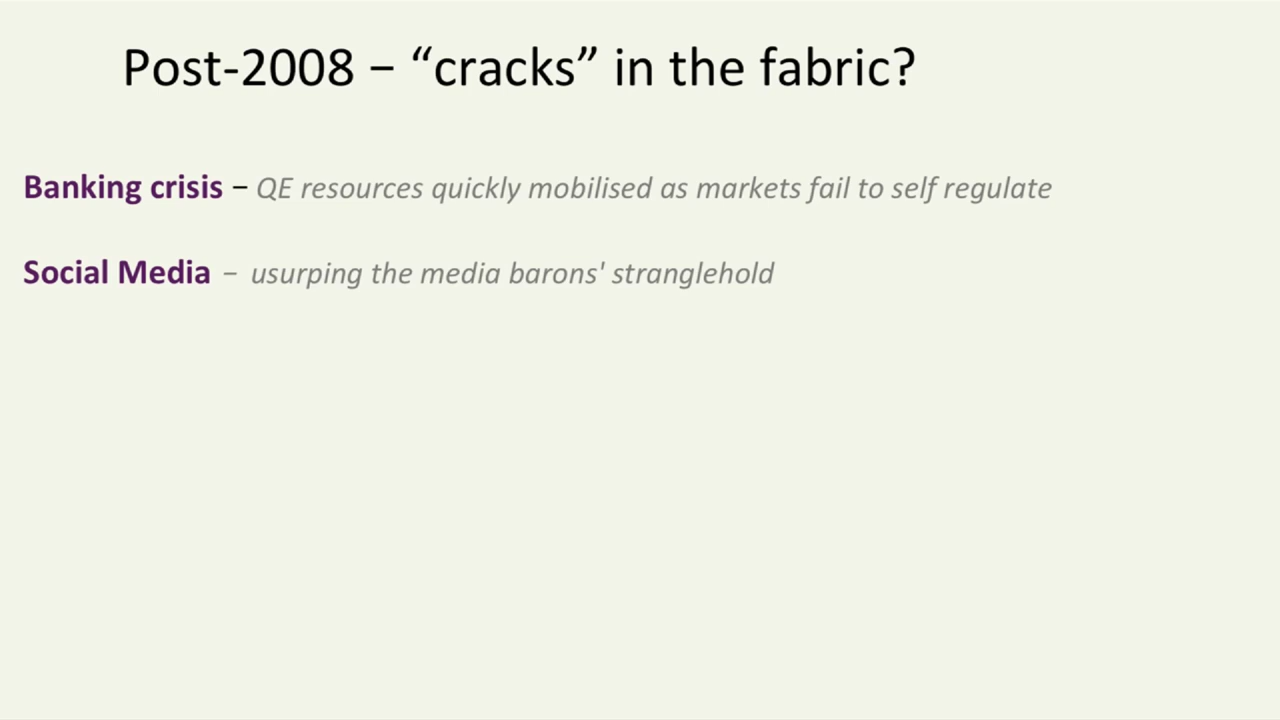 Post-2008 – “cracks” in the fabric?
Banking crisis – QE resources quickly mobilised as markets fail to self regulate
Social Media – usurping the media barons' stranglehold